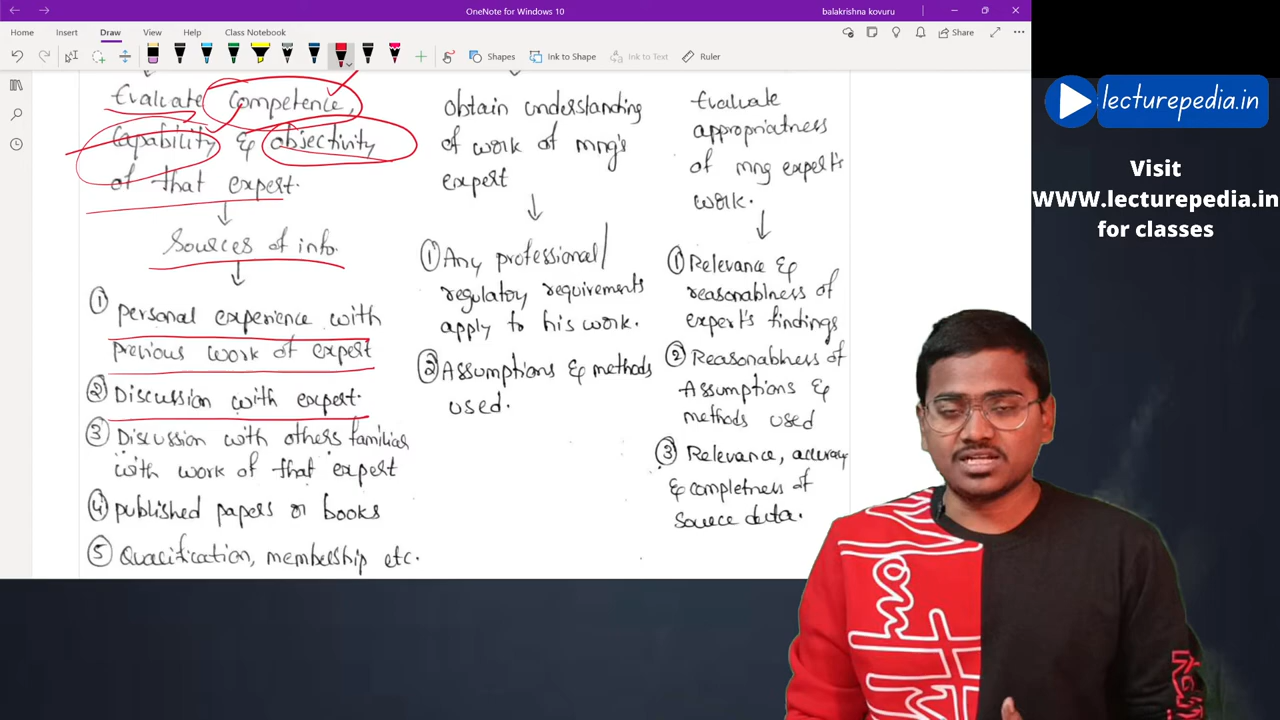 OneNote for Windows 10
balakrishna kovuru
Home Insert Draw View Help Class Notebook
Share
Shapes Ink to Shape Ink to Text Ruler
Evaluate Competence,
Capability & objectivity
of that expert.
Sources of info.
① personal experience with
previous work of expert
② Discussion with expert.
③ Discussion with others familiar
with work of that expert
④ published papers or books
⑤ Qualification, membership etc.
obtain understanding
of work of mng's
expert
① Any professional/
regulatory requirements
apply to his work.
② Assumptions & methods
used.
Evaluate
appropriatness
of mng expert's
work.
① Relevance &
reasonablness of
expert's findings
② Reasonablness of
Assumptions &
methods used
③ Relevance, accuracy
& completness of
Source data.
lecturepedia.in
Visit
WWW.lecturepedia.in
for classes